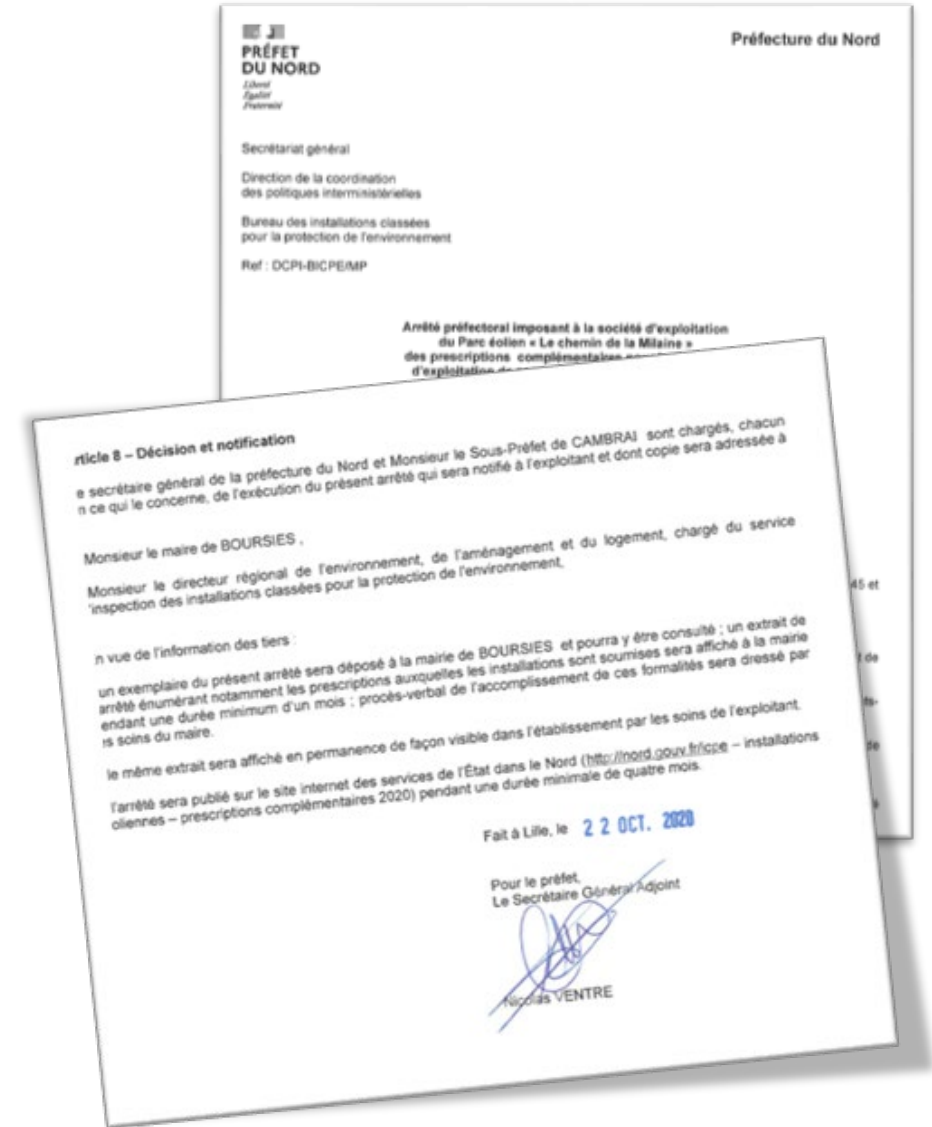 PRÉFET
DU NORD
Liberté
Égalité
Fraternité
Préfecture du Nord
Secrétariat général
Direction de la coordination
des politiques interministérielles
Bureau des installations classées
pour la protection de l'environnement
Ref : DCPI-BICPE/MP
Arrêté préfectoral imposant à la société d'exploitation
du Parc éolien « Le chemin de la Milaine »
des prescriptions complémentaires
d'exploitation de
45 et
de
de
à
rticle 8 – Décision et notification
e secrétaire général de la préfecture du Nord et Monsieur le Sous-Préfet de CAMBRAI sont chargés, chacun
n ce qui le concerne, de l'exécution du présent arrêté qui sera notifié à l'exploitant et dont copie sera adressée à
Monsieur le maire de BOURSIES ,
Monsieur le directeur régional de l'environnement, de l'aménagement et du logement, chargé du service
'inspection des installations classées pour la protection de l'environnement,
n vue de l'information des tiers :
un exemplaire du présent arrêté sera déposé à la mairie de BOURSIES et pourra y être consulté ; un extrait de
arrêté énumérant notamment les prescriptions auxquelles les installations sont soumises sera affiché à la mairie
endant une durée minimum d'un mois ; procès-verbal de l'accomplissement de ces formalités sera dressé par
s soins du maire.
le même extrait sera affiché en permanence de façon visible dans l'établissement par les soins de l'exploitant.
l'arrêté sera publié sur le site internet des services de l'État dans le Nord (http://nord.gouv.fr/icpe – installations
oliennes – prescriptions complémentaires 2020) pendant une durée minimale de quatre mois.
Fait à Lille, le 22 OCT. 2020
Pour le préfet,
Le Secrétaire Général Adjoint
Nicolas VENTRE